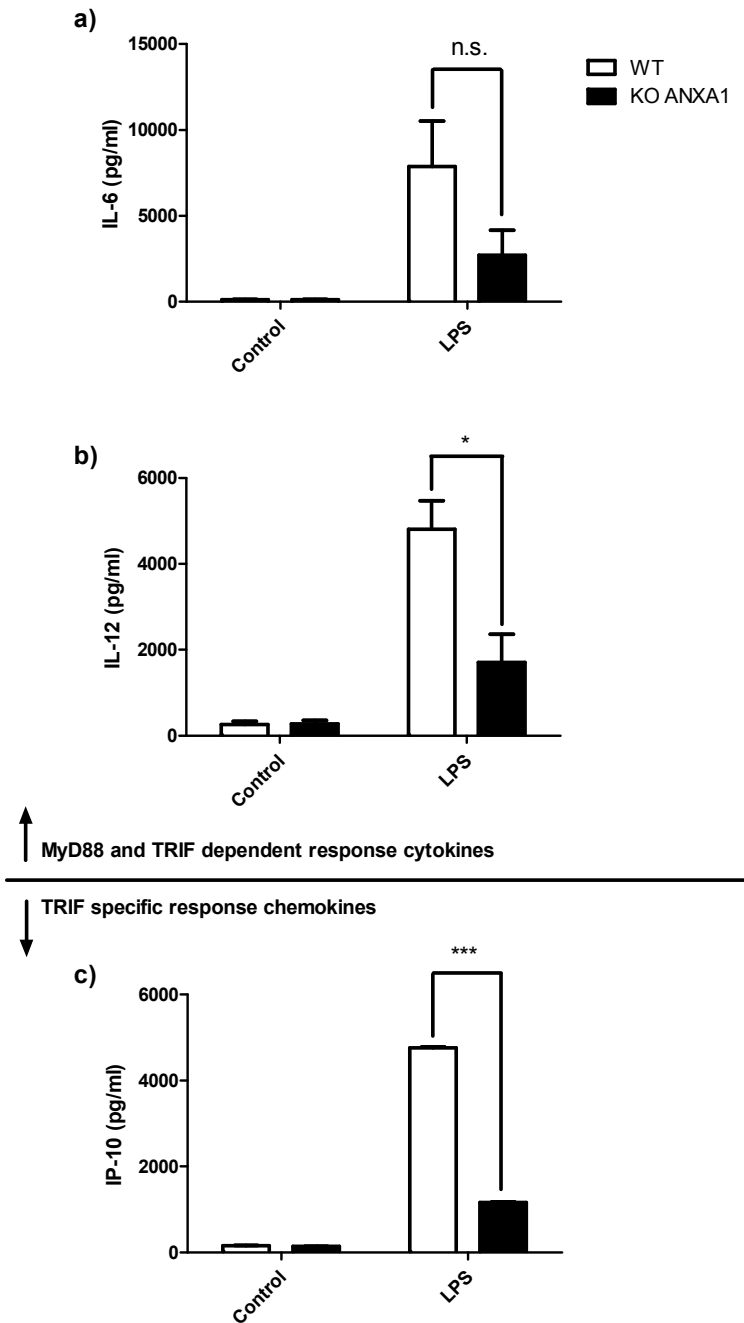 a)
n.s.
WT
KO ANXA1
15000
10000
5000
0
IL-6 (pg/ml)
Control
LPS
b)
*
6000
4000
2000
0
IL-12 (pg/ml)
Control
LPS
MyD88 and TRIF dependent response cytokines
TRIF specific response chemokines
c)
***
6000
4000
2000
0
IP-10 (pg/ml)
Control
LPS